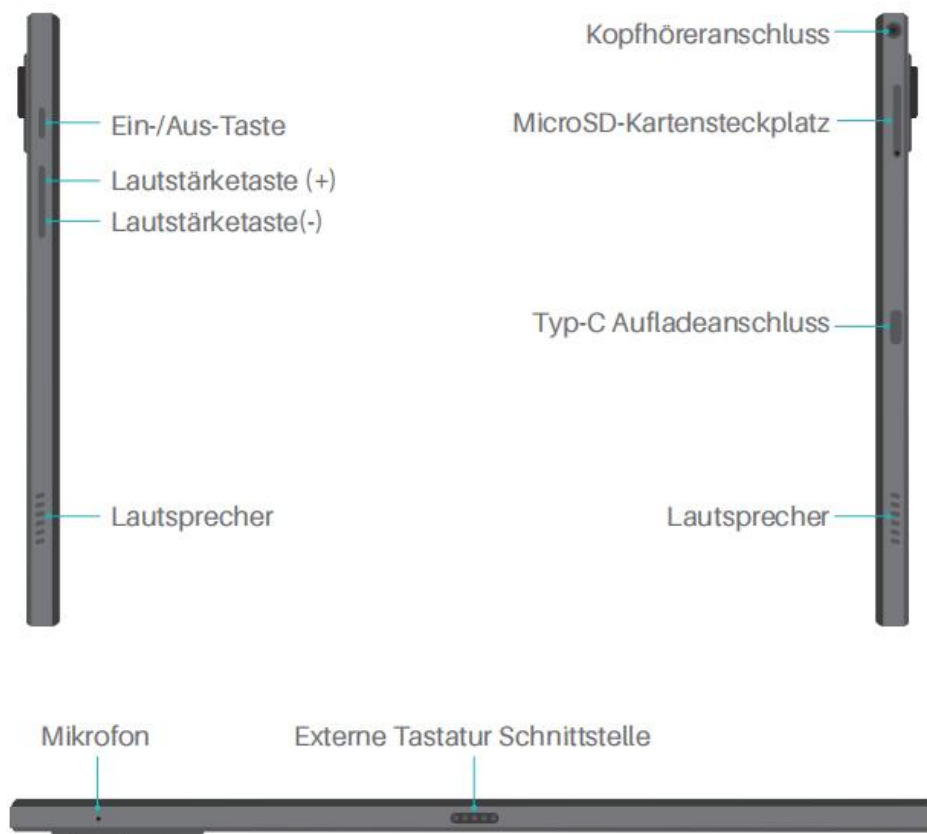 Kopfhöreranschluss
Ein-/Aus-Taste
MicroSD-Kartensteckplatz
Lautstärketaste (+)
Lautstärketaste(-)
Typ-C Aufladeanschluss
Lautsprecher
Lautsprecher
Mikrofon
Externe Tastatur Schnittstelle